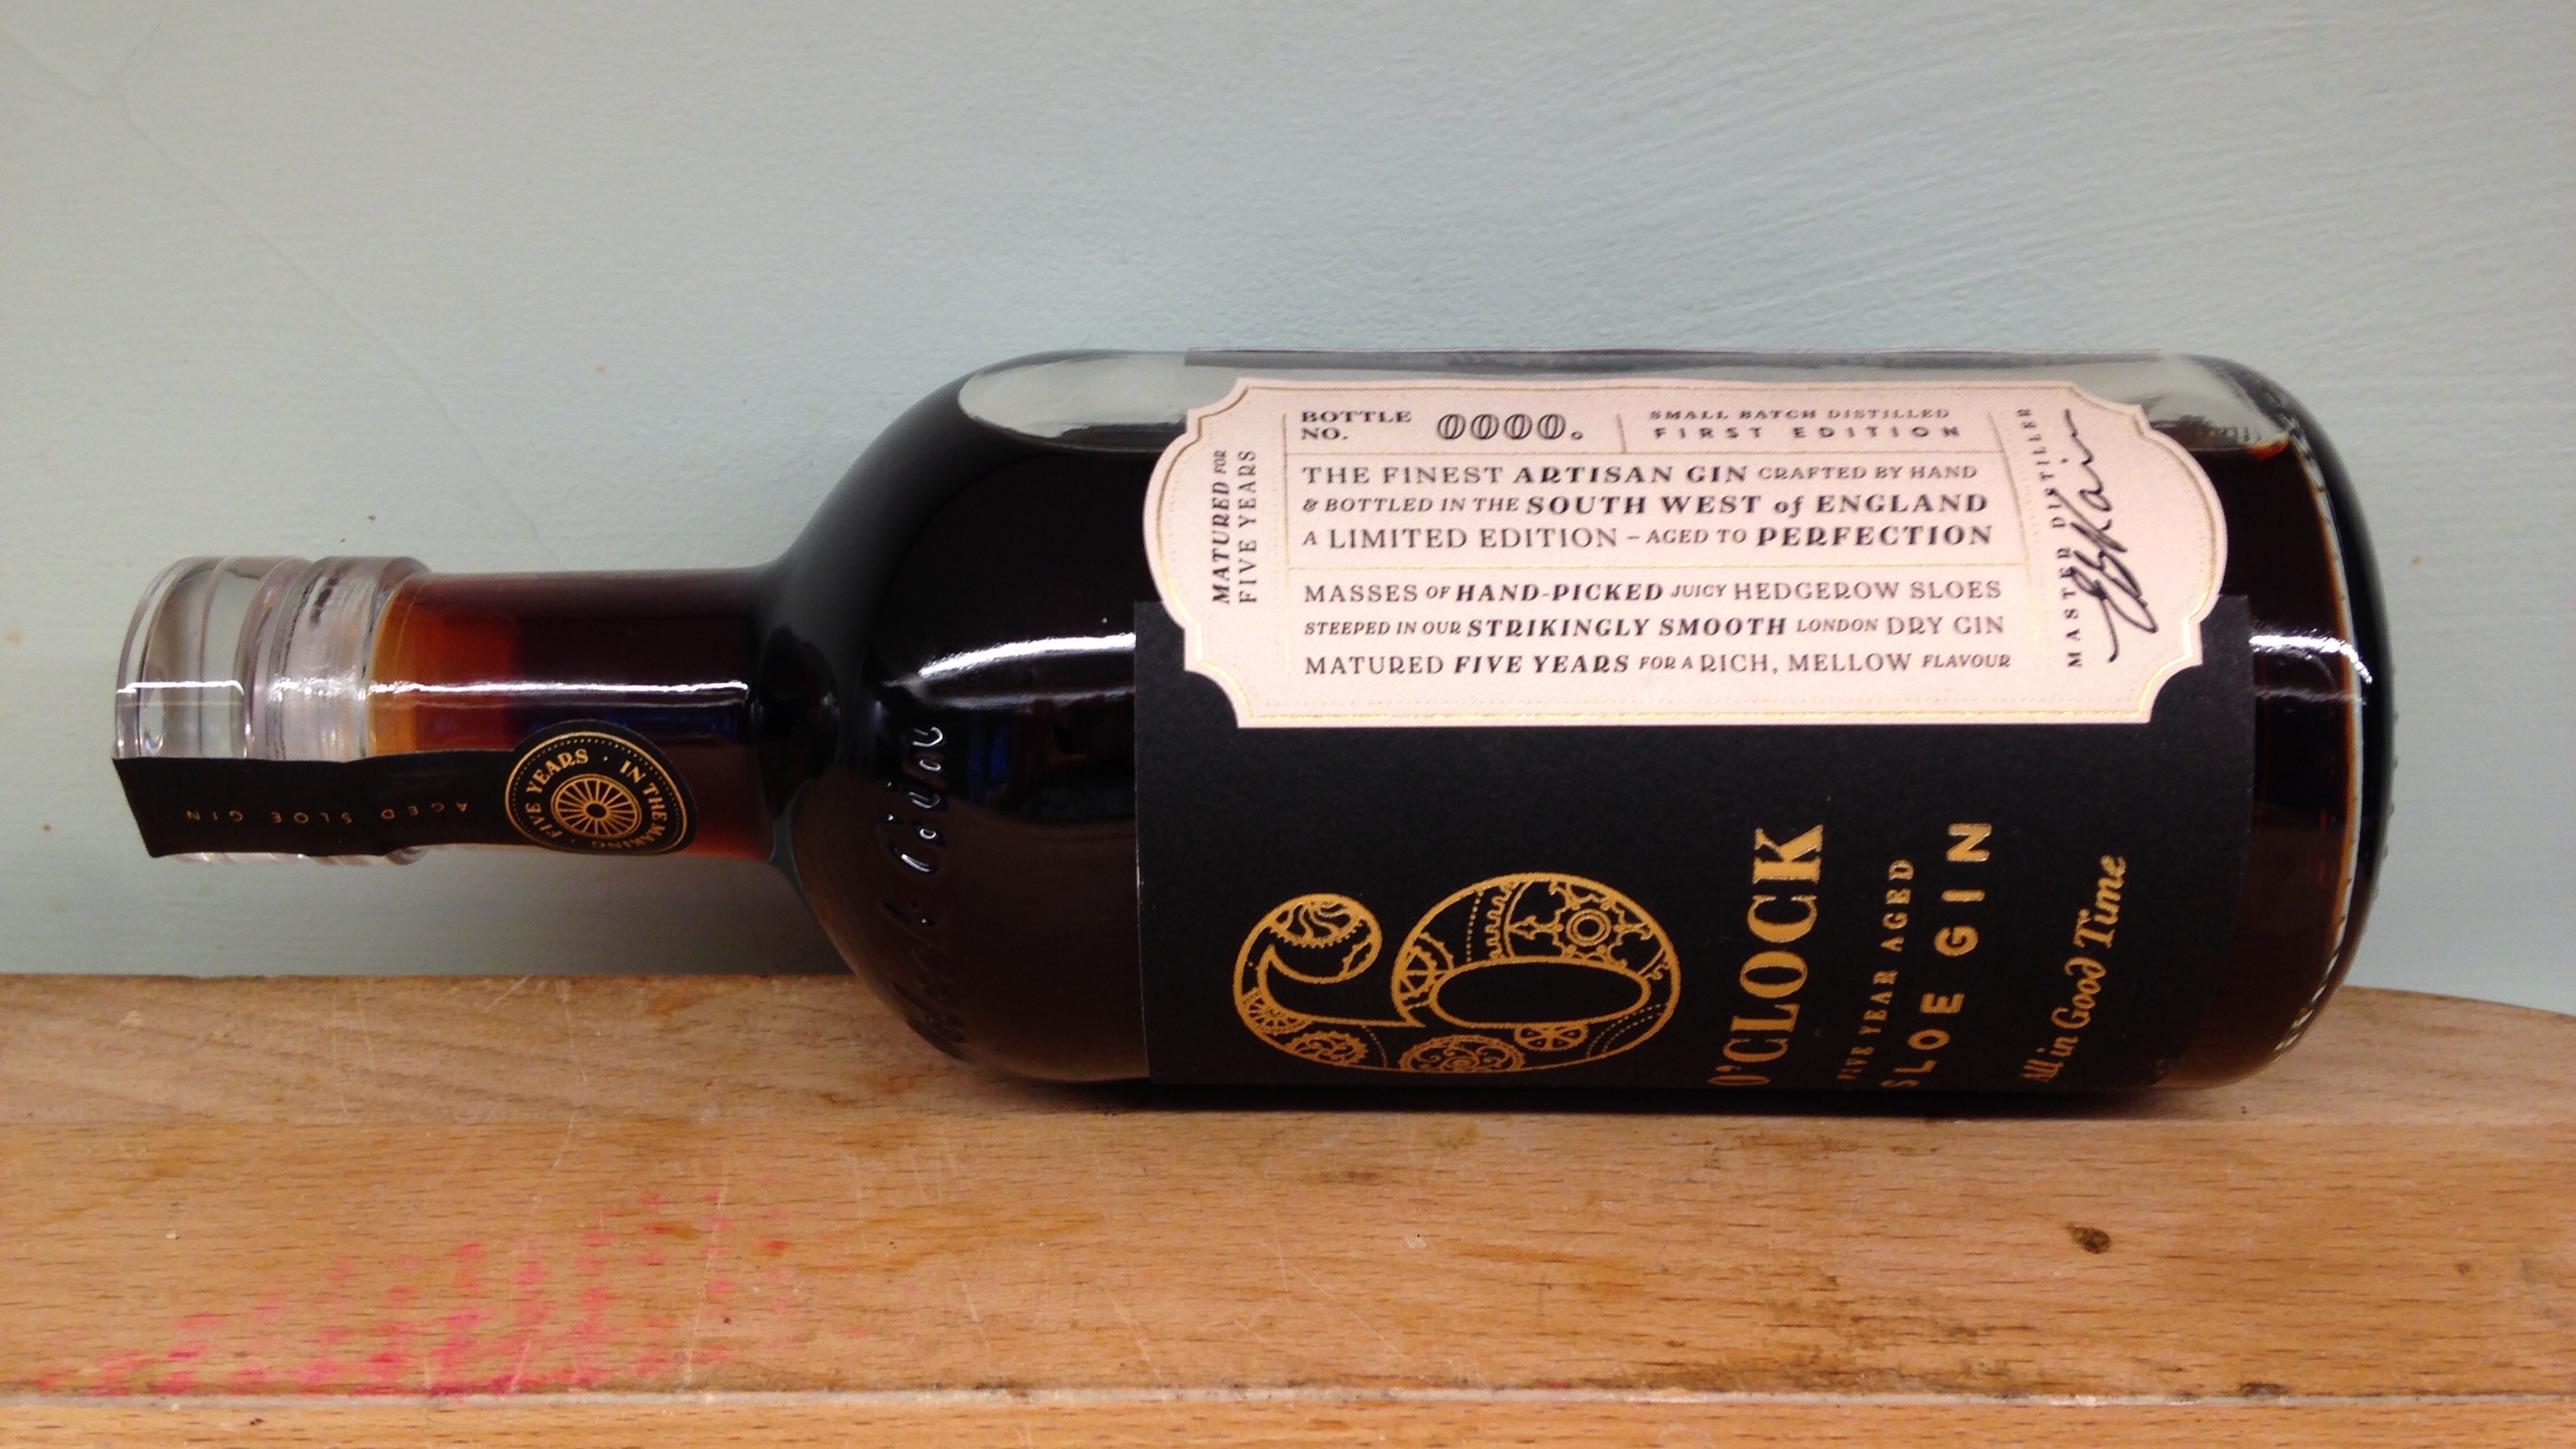 MATURED FOR
FIVE YEARS
BOTTLE
NO.
0000.
SMALL BATCH DISTILLED
FIRST EDITION
THE FINEST ARTISAN GIN CRAFTED BY HAND
& BOTTLED IN THE SOUTH WEST of ENGLAND
A LIMITED EDITION – AGED TO PERFECTION
MASSES OF HAND-PICKED JUICY HEDGEROW SLOES
STEEPED IN OUR STRIKINGLY SMOOTH LONDON DRY GIN
MATURED FIVE YEARS FOR A RICH, MELLOW FLAVOUR
MASTER DISTILLER
AGED SLOE GIN
FIVE YEARS · IN THE MAKING ·
6
O'CLOCK
FIVE YEAR AGED
SLOE GIN
All in Good Time